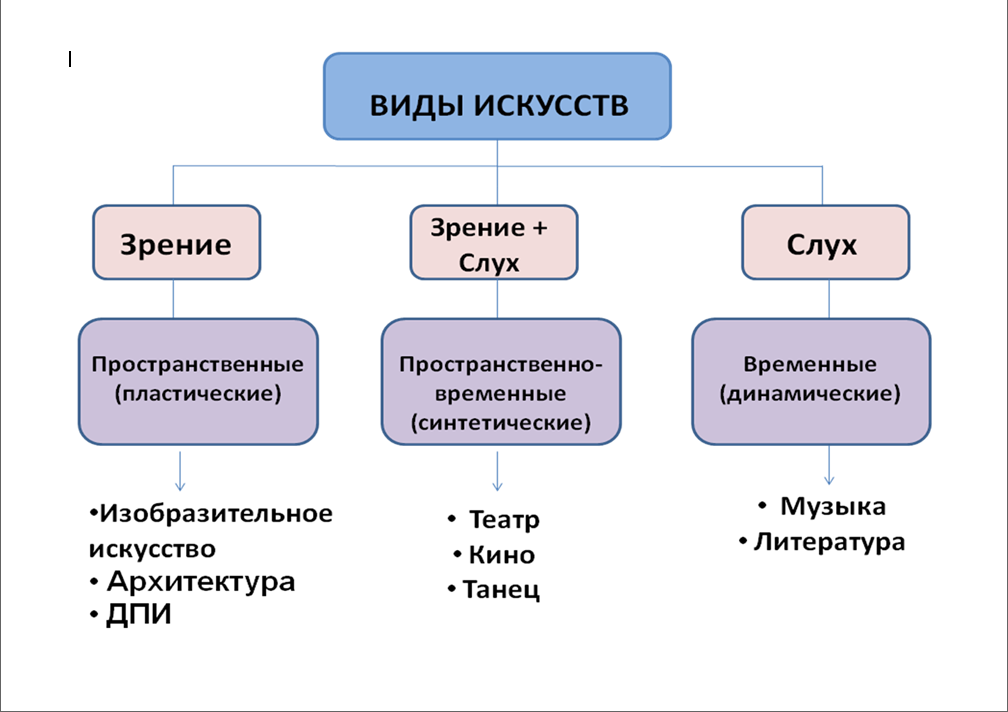 ВИДЫ ИСКУССТВ
Зрение
Зрение +
Слух
Слух
Пространственные
(пластические)
Пространственно-
временные
(синтетические)
Временные
(динамические)
•Изобразительное
искусство
• Архитектура
• ДПИ
• Театр
• Кино
• Танец
• Музыка
• Литература